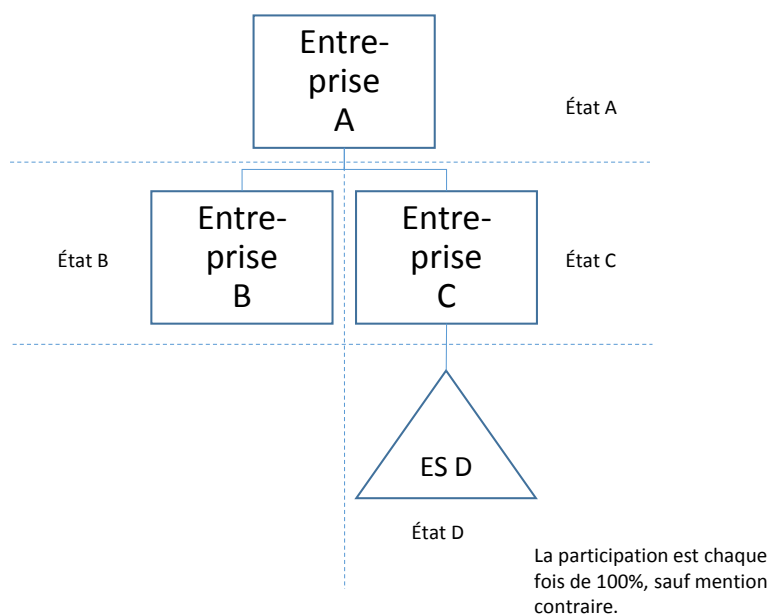 Entre-
prise
A
État A
État B
Entre-
prise
B
Entre-
prise
C
État C
ES D
État D
La participation est chaque
fois de 100%, sauf mention
contraire.